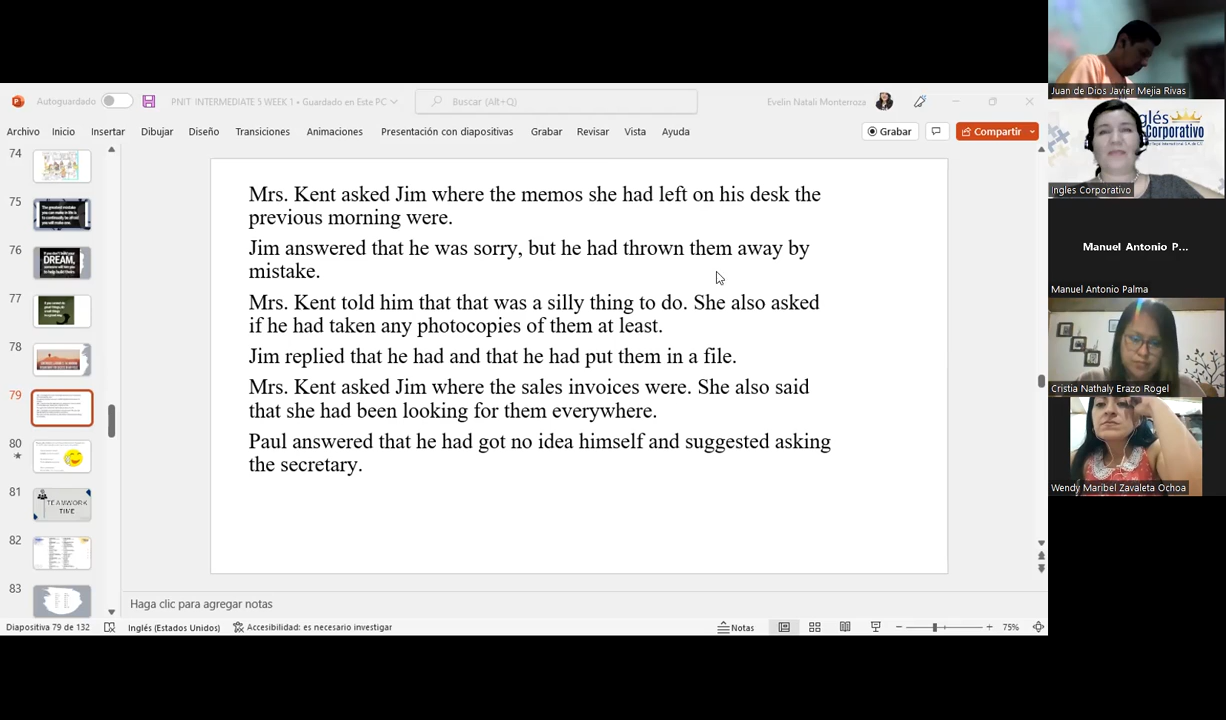 Autoguardado
PNIT INTERMEDIATE 5 WEEK 1 • Guardado en Este PC
Buscar (Alt+Q)
Evelin Natali Monterroza
Archivo Inicio Insertar Dibujar Diseño Transiciones Animaciones Presentación con diapositivas Grabar Revisar Vista Ayuda
Grabar
Compartir
74
75
76
DREAM,
77
78
79
80
81
TEAMWORK
TIME
82
83
Mrs. Kent asked Jim where the memos she had left on his desk the
previous morning were.
Jim answered that he was sorry, but he had thrown them away by
mistake.
Mrs. Kent told him that that was a silly thing to do. She also asked
if he had taken any photocopies of them at least.
Jim replied that he had and that he had put them in a file.
Mrs. Kent asked Jim where the sales invoices were. She also said
that she had been looking for them everywhere.
Paul answered that he had got no idea himself and suggested asking
the secretary.
Haga clic para agregar notas
Diapositiva 79 de 132
Inglés (Estados Unidos)
Accesibilidad: es necesario investigar
Notas
75%
Juan de Dios Javier Mejia Rivas
Ingles Corporativo
Manuel Antonio P...
Manuel Antonio Palma
Cristia Nathaly Erazo Rogel
Wendy Maribel Zavaleta Ochoa